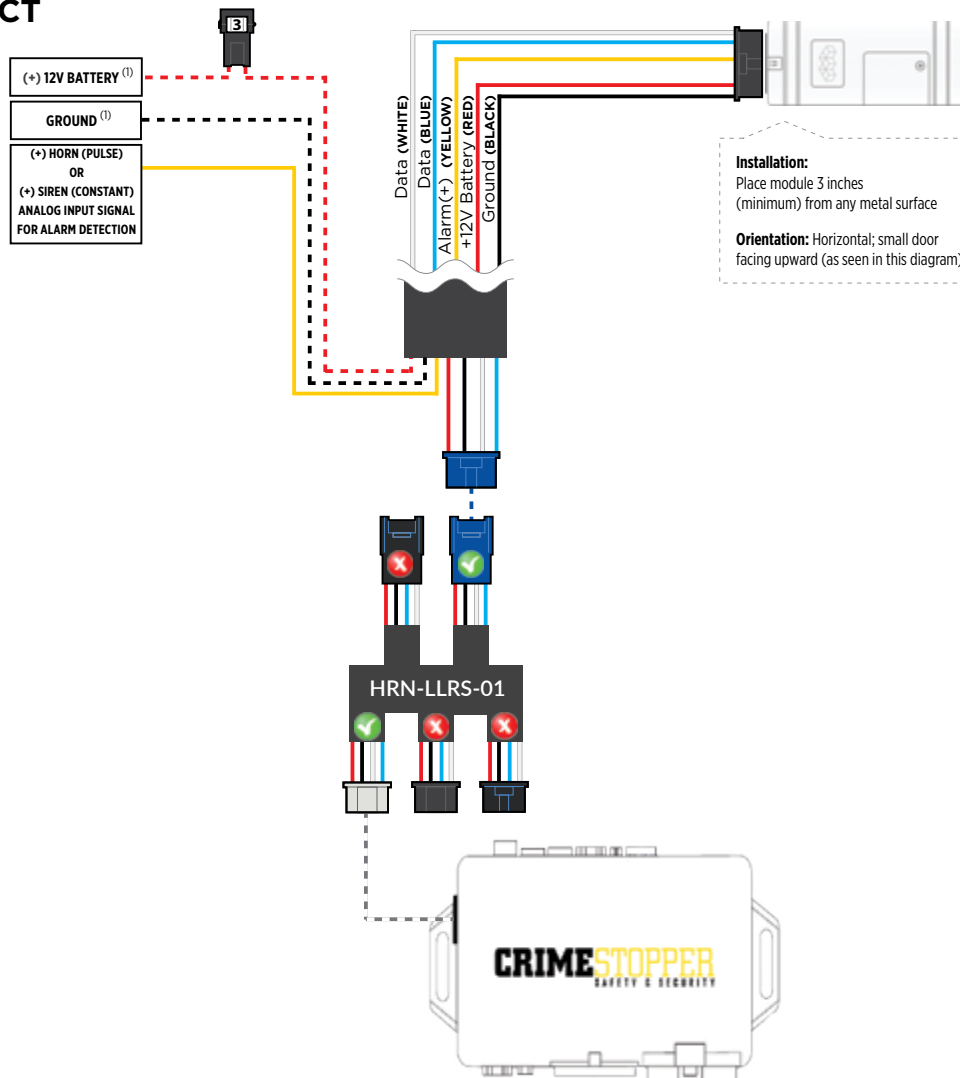 CT
3
(+) 12V BATTERY (1)
GROUND (1)
(+) HORN (PULSE)
OR
(+) SIREN (CONSTANT)
ANALOG INPUT SIGNAL
FOR ALARM DETECTION
Data (WHITE)
Data (BLUE)
Alarm(+) (YELLOW)
+12V Battery (RED)
Ground (BLACK)
Installation:
Place module 3 inches
(minimum) from any metal surface
Orientation: Horizontal; small door
facing upward (as seen in this diagram)
HRN-LLRS-01
CRIMESTOPPER
SAFETY & SECURITY